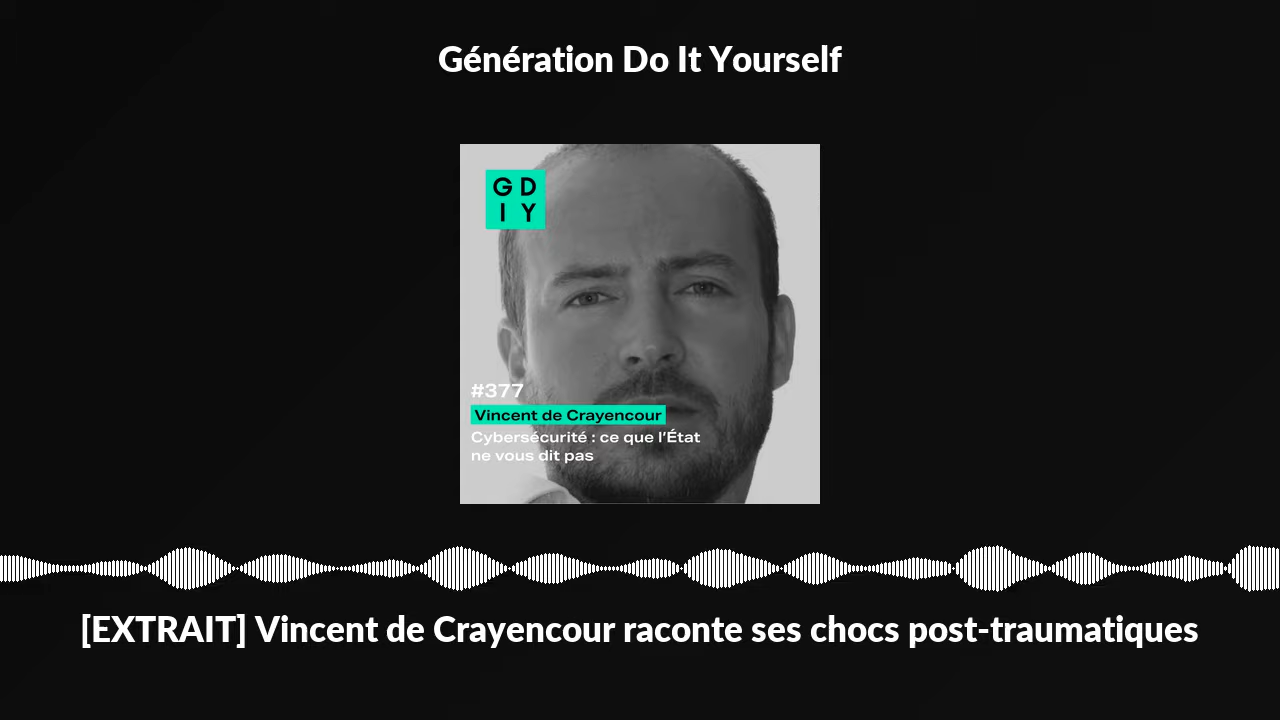 Génération Do It Yourself
G D
I Y
#377
Vincent de Crayencour
Cybersécurité : ce que l'État
ne vous dit pas
[EXTRAIT] Vincent de Crayencour raconte ses chocs post-traumatiques